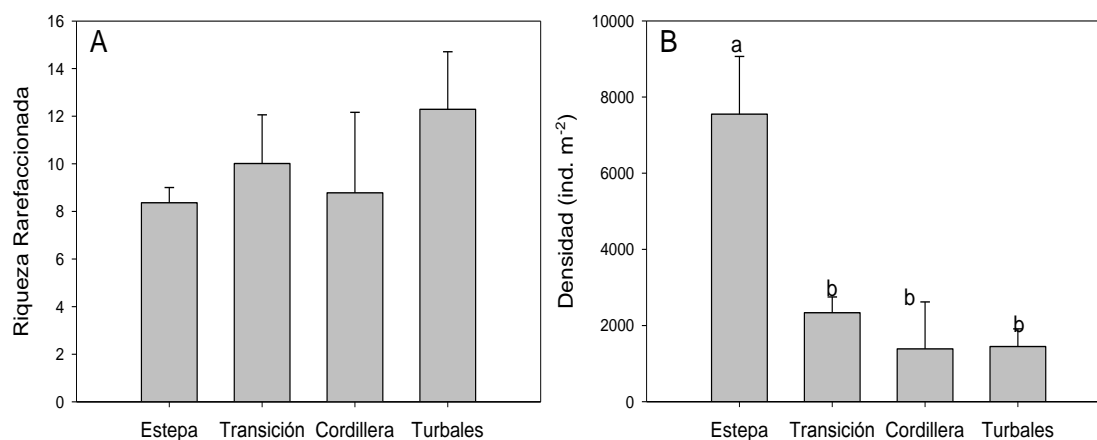 A
Riqueza Rarefaccionada
16
14
12
10
8
6
4
2
0
Estepa Transición Cordillera Turbales
B
Densidad (ind. m-2)
10000
8000
6000
4000
2000
0
a
b
b
b
Estepa Transición Cordillera Turbales